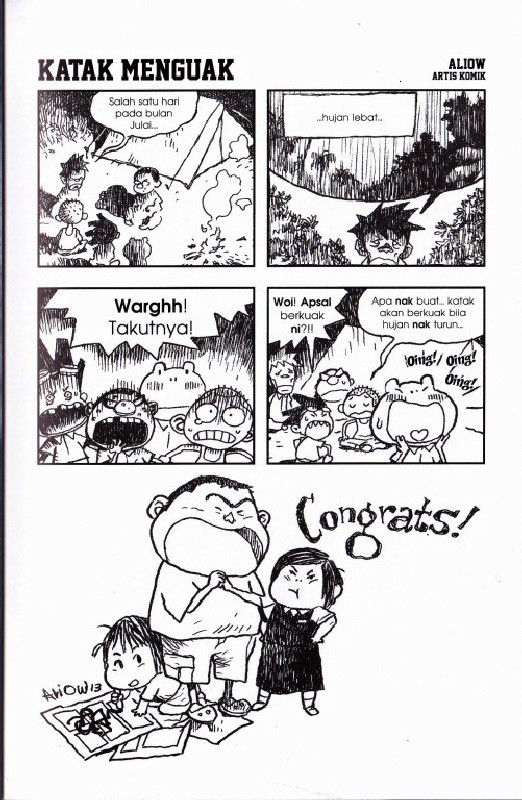 KATAK MENGUAK
ALIOW
ARTIS KOMIK
Salah satu hari
pada bulan
Julai...
..hujan lebat..
Warghh!
Takutnya!
Woi! Apsal
berkuak
ni?!!
Apa nak buat.. katak
akan berkuak bila
hujan nak turun...
Oing!/ Oing!
Oing!
Congrats!
ALiOW13